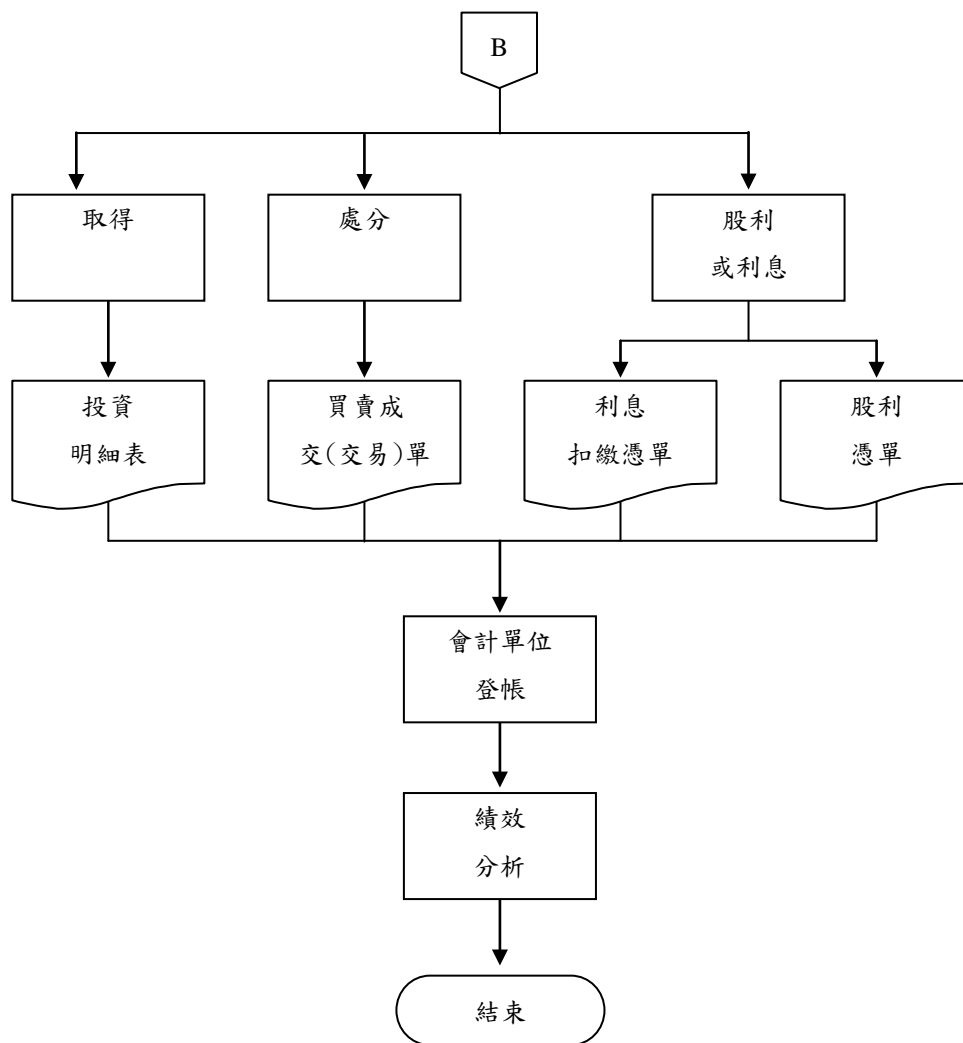 B
取得
處分
股利
或利息
投資
明細表
買賣成
交(交易)單
利息
扣繳憑單
股利
憑單
會計單位
登帳
績效
分析
結束